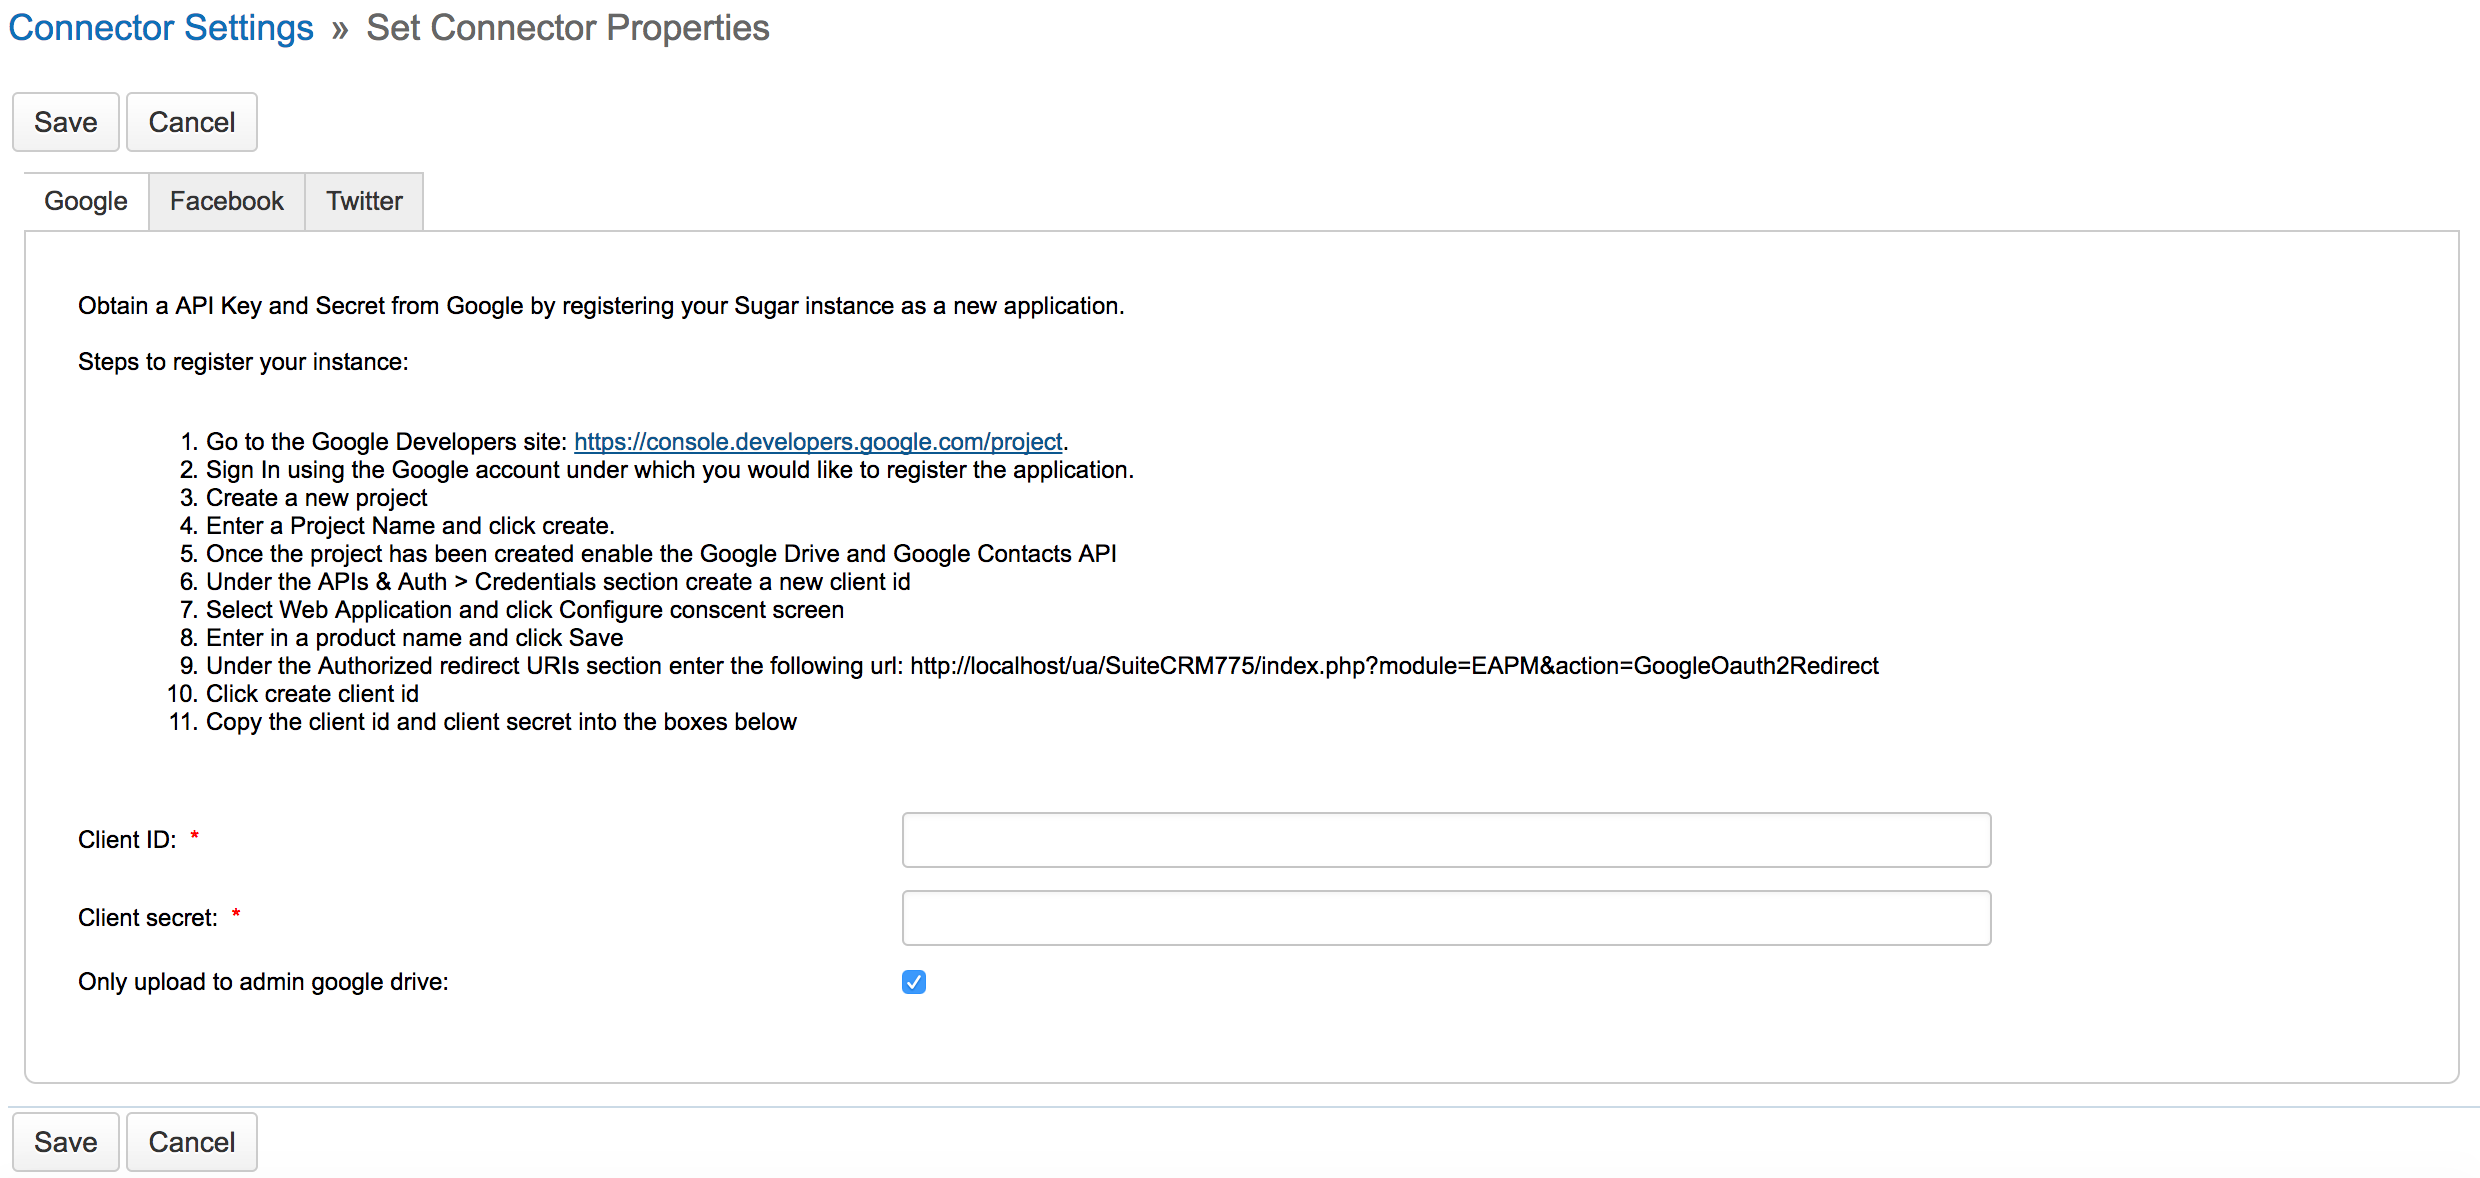 Connector Settings » Set Connector Properties
Save Cancel
Google Facebook Twitter
Obtain a API Key and Secret from Google by registering your Sugar instance as a new application.
Steps to register your instance:
1. Go to the Google Developers site: https://console.developers.google.com/project.
2. Sign In using the Google account under which you would like to register the application.
3. Create a new project
4. Enter a Project Name and click create.
5. Once the project has been created enable the Google Drive and Google Contacts API
6. Under the APIs & Auth > Credentials section create a new client id
7. Select Web Application and click Configure conscent screen
8. Enter in a product name and click Save
9. Under the Authorized redirect URIs section enter the following url: http://localhost/ua/SuiteCRM775/index.php?module=EAPM&action=GoogleOauth2Redirect
10. Click create client id
11. Copy the client id and client secret into the boxes below
Client ID: *
Client secret: *
Only upload to admin google drive:
Save Cancel